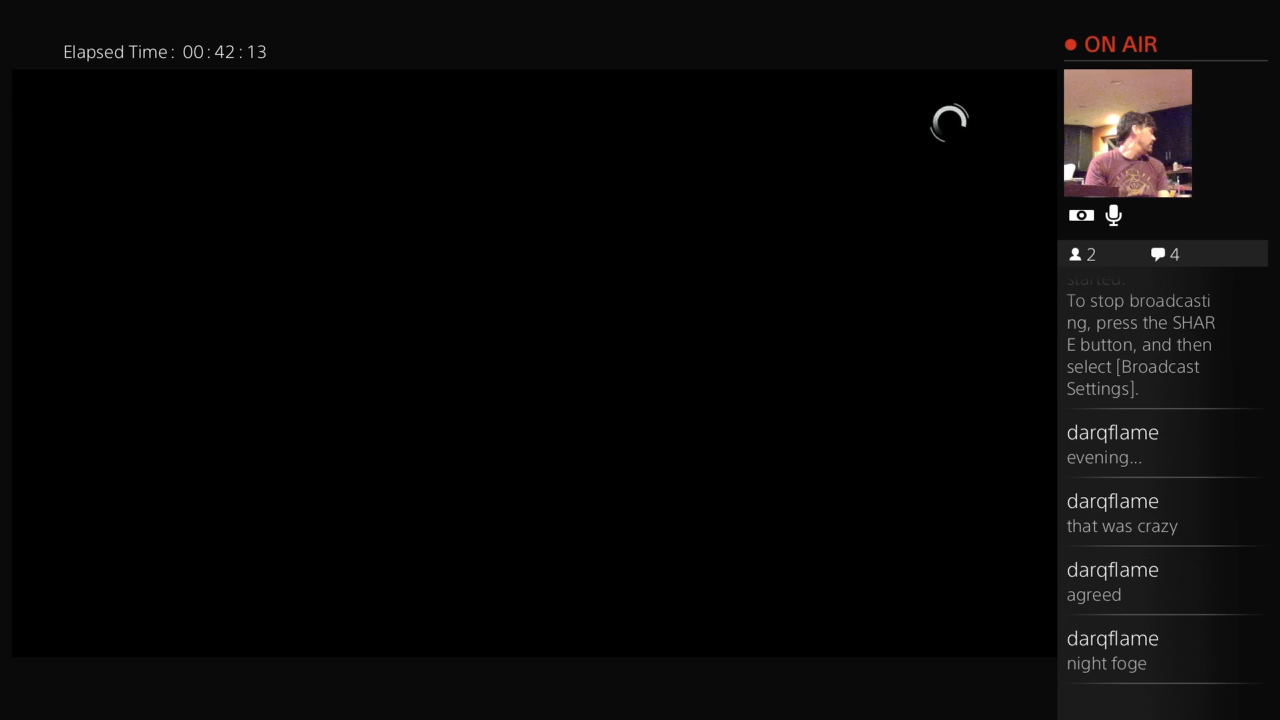 Elapsed Time: 00:42:13
ON AIR
2
4
started.
To stop broadcasti
ng, press the SHAR
E button, and then
select [Broadcast
Settings].
darqflame
evening...
darqflame
that was crazy
darqflame
agreed
darqflame
night foge